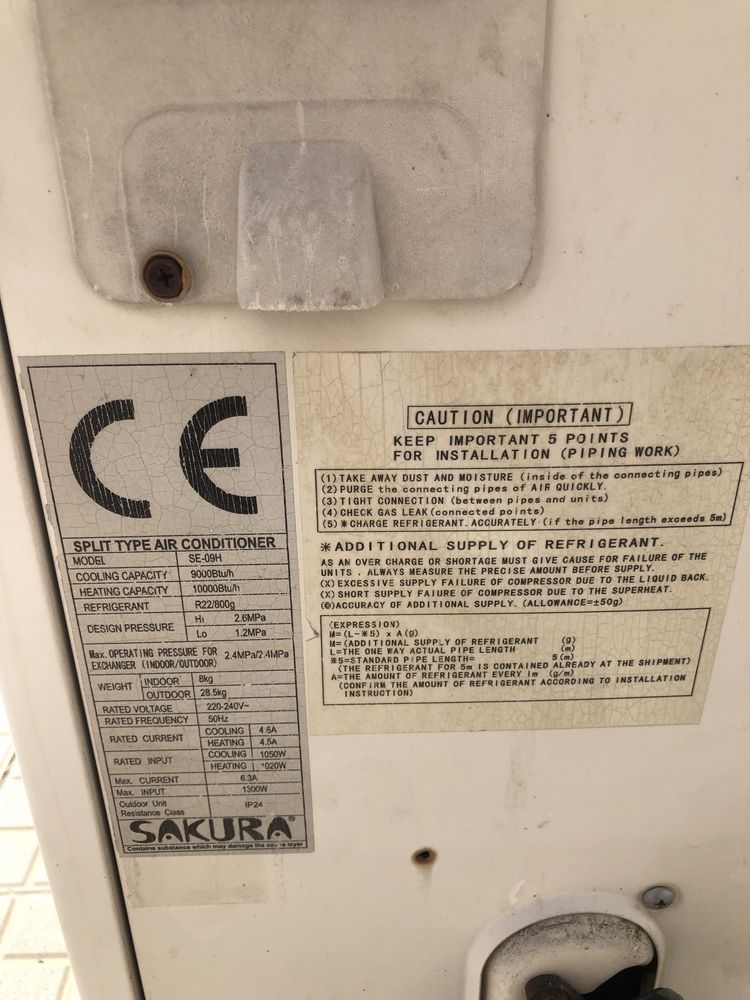 CE
SPLIT TYPE AIR CONDITIONER
MODEL SE-09H
COOLING CAPACITY 9000Btu/h
HEATING CAPACITY 10000Btu/h
REFRIGERANT R22/800g
DESIGN PRESSURE Hi 2.6MPa
Lo 1.2MPa
Max. OPERATING PRESSURE FOR
EXCHANGER (INDOOR/OUTDOOR) 2.4MPa/2.4MPa
WEIGHT INDOOR 8kg
OUTDOOR 28.5kg
RATED VOLTAGE 220-240V~
RATED FREQUENCY 50Hz
RATED CURRENT COOLING 4.6A
HEATING 4.5A
RATED INPUT COOLING 1050W
HEATING 1020W
Max. CURRENT 6.3A
Max. INPUT 1300W
Outdoor Unit
Resistance Class IP24
SAKURA®
Contains substance which may damage the ozone layer
CAUTION (IMPORTANT)
KEEP IMPORTANT 5 POINTS
FOR INSTALLATION (PIPING WORK)
(1) TAKE AWAY DUST AND MOISTURE (inside of the connecting pipes)
(2) PURGE the connecting pipes of AIR QUICKLY.
(3) TIGHT CONNECTION (between pipes and units)
(4) CHECK GAS LEAK (connected points)
(5) ※CHARGE REFRIGERANT. ACCURATELY (if the pipe length exceeds 5m)
※ADDITIONAL SUPPLY OF REFRIGERANT.
AS AN OVER CHARGE OR SHORTAGE MUST GIVE CAUSE FOR FAILURE OF THE
UNITS . ALWAYS MEASURE THE PRECISE AMOUNT BEFORE SUPPLY.
(X) EXCESSIVE SUPPLY FAILURE OF COMPRESSOR DUE TO THE LIQUID BACK.
(X) SHORT SUPPLY FAIURE OF COMPRESSOR DUE TO THE SUPERHEAT.
(◎)ACCURACY OF ADDITIONAL SUPPLY. (ALLOWANCE=±50g)
(EXPRESSION)
M=(L-※5) x A(g)
M=(ADDITIONAL SUPPLY OF REFRIGERANT (g)
L=THE ONE WAY ACTUAL PIPE LENGTH (m)
※5=STANDARD PIPE LENGTH= 5(m)
(THE REFRIGERANT FOR 5m IS CONTAINED ALREADY AT THE SHIPMENT)
A=THE AMOUNT OF REFRIGERANT EVERY 1m (g/m)
(CONFIRM THE AMOUNT OF REFRIGERANT ACCORDING TO INSTALLATION
INSTRUCTION)